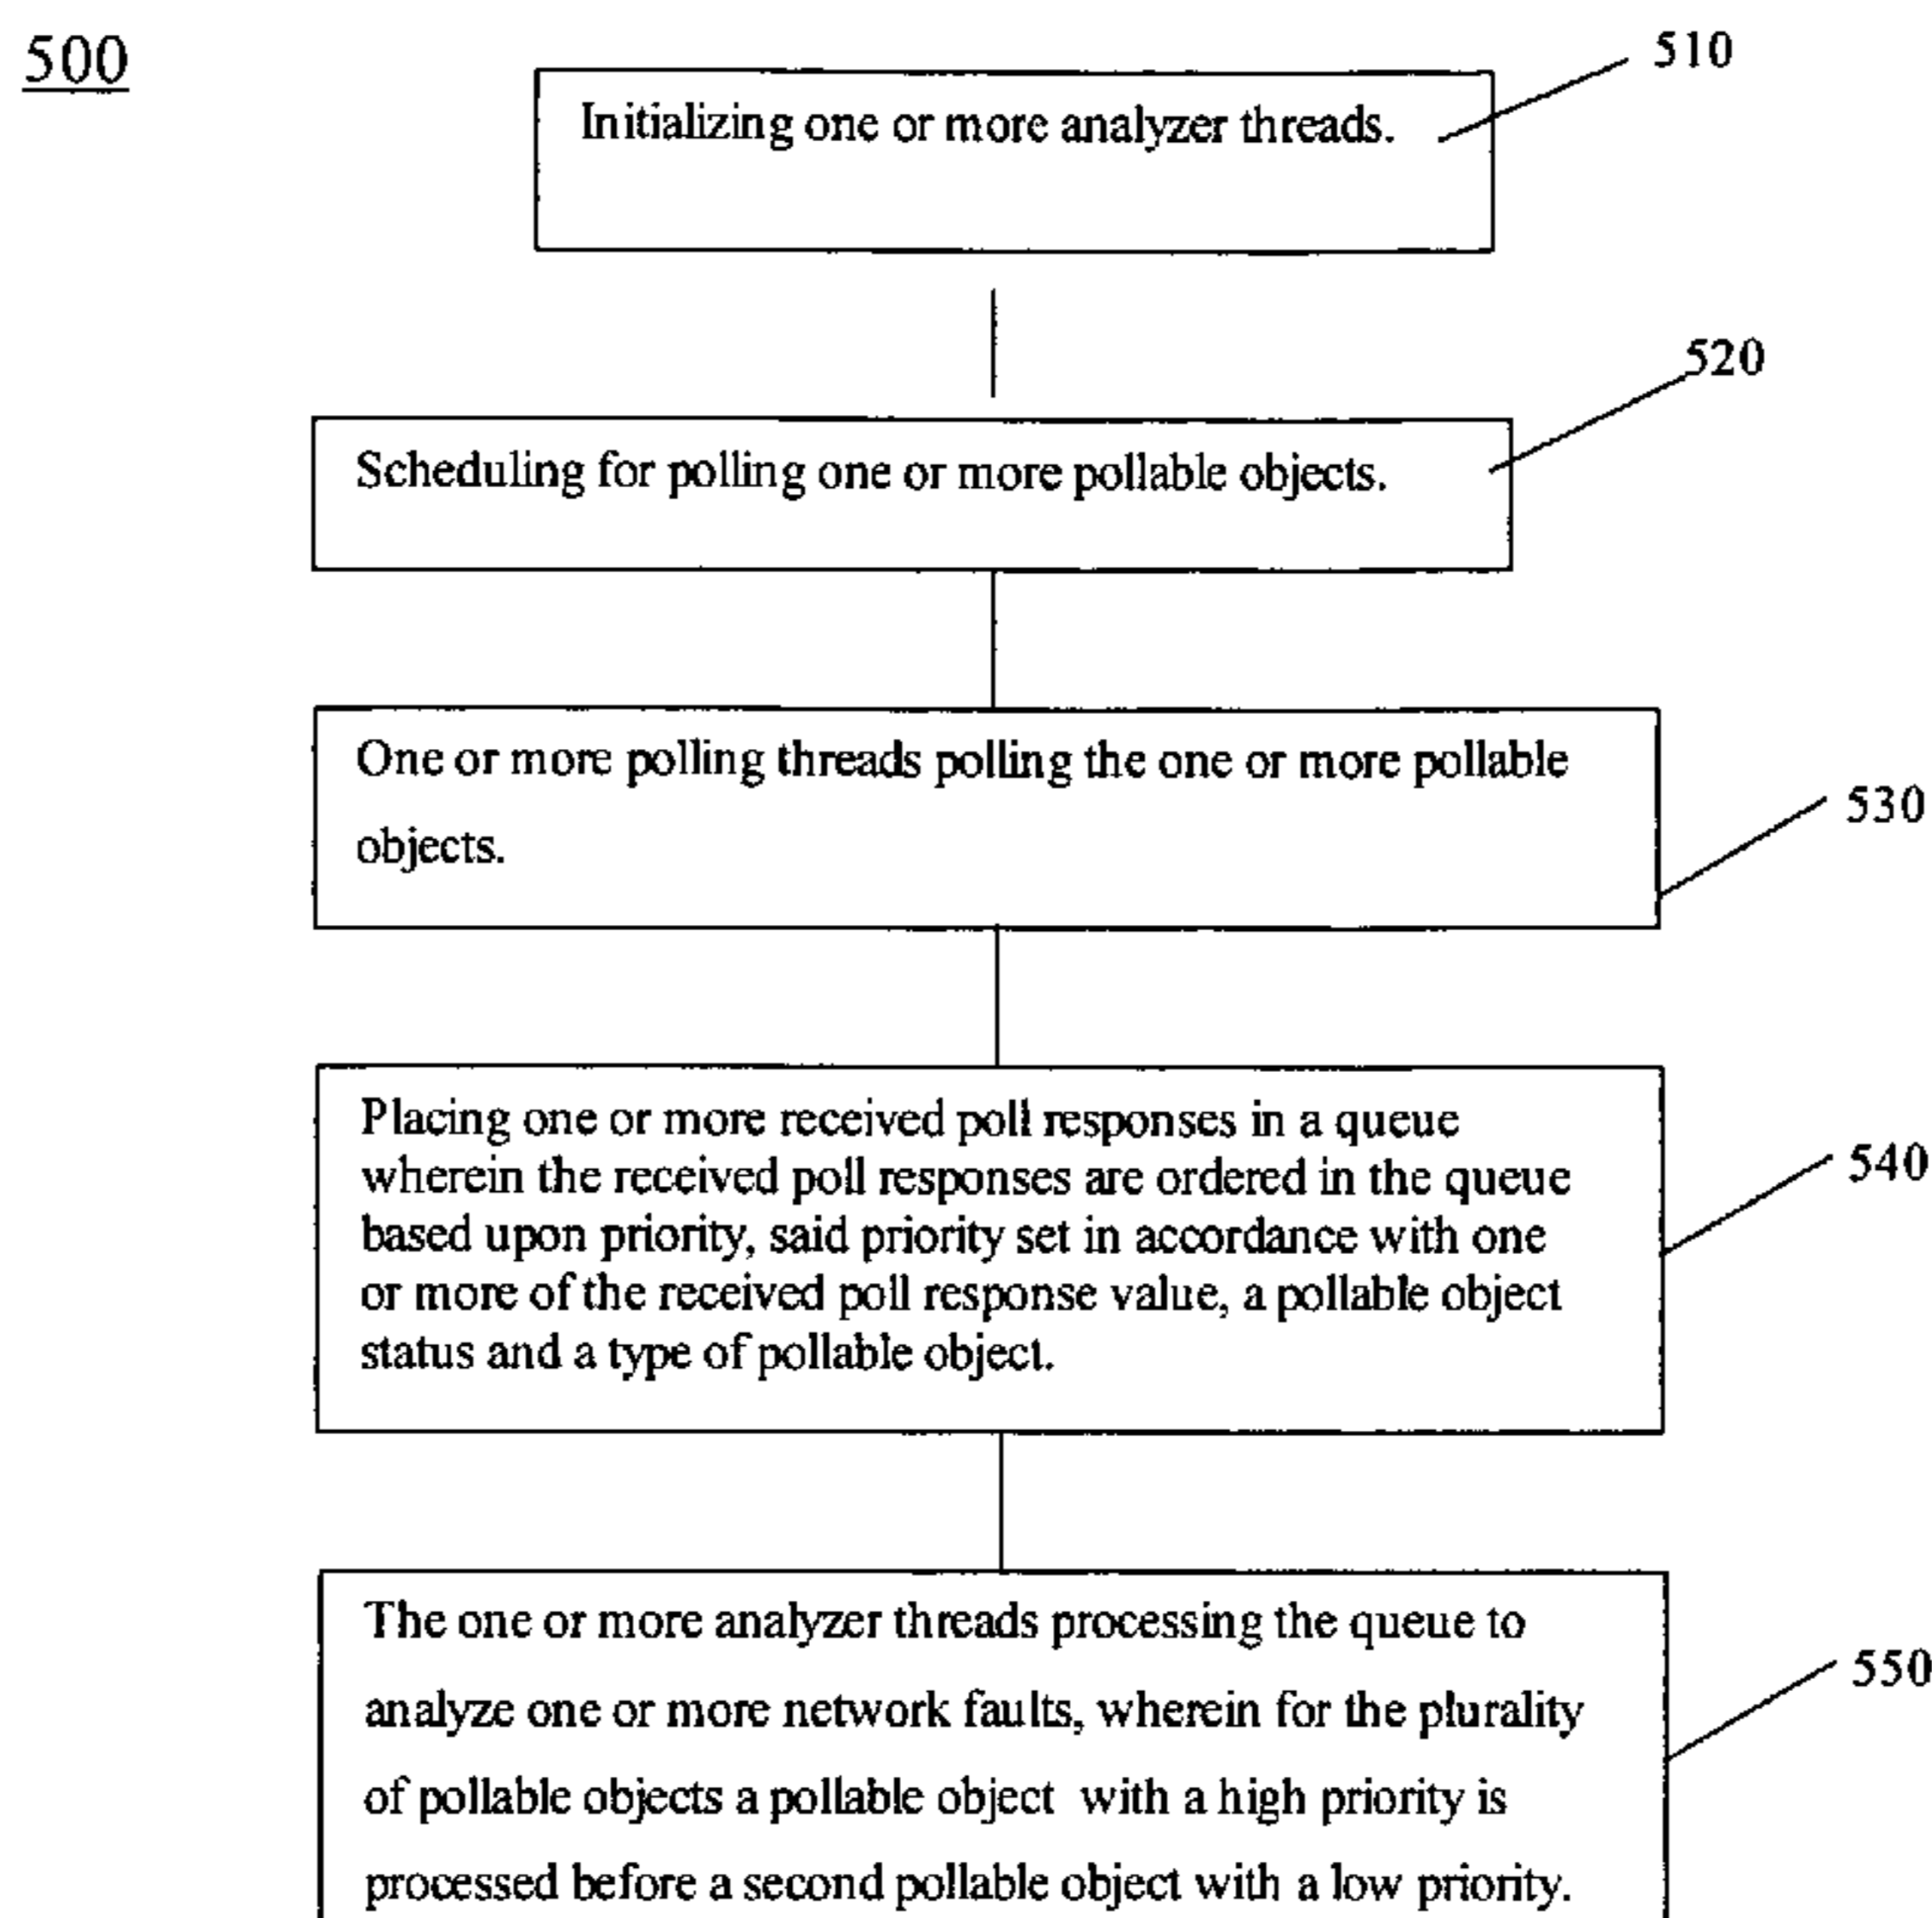 500
510
Initializing one or more analyzer threads.
520
Scheduling for polling one or more pollable objects.
One or more polling threads polling the one or more pollable
objects.
530
Placing one or more received poll responses in a queue
wherein the received poll responses are ordered in the queue
based upon priority, said priority set in accordance with one
or more of the received poll response value, a pollable object
status and a type of pollable object.
540
The one or more analyzer threads processing the queue to
analyze one or more network faults, wherein for the plurality
of pollable objects a pollable object with a high priority is
processed before a second pollable object with a low priority.
550